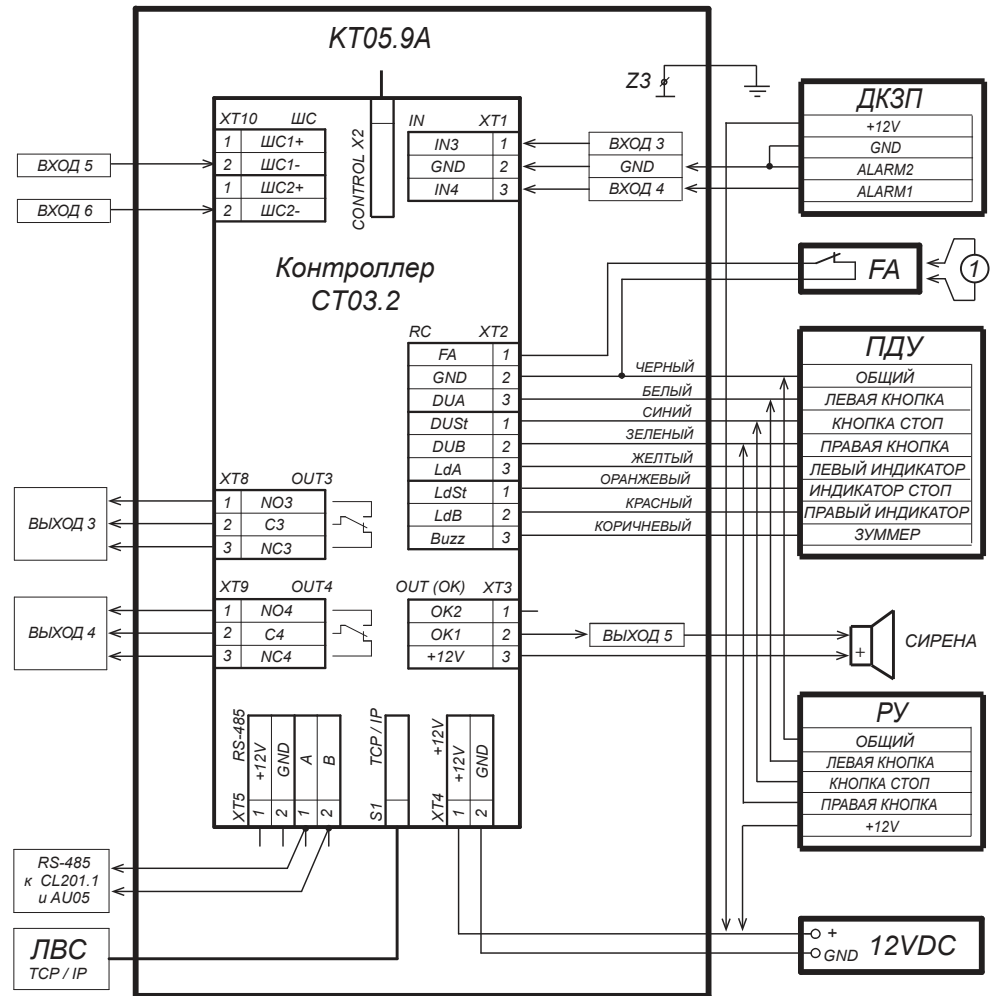 KT05.9A
Z3
XT10 ШС
1 ШС1+
2 ШС1-
1 ШС2+
2 ШС2-
ВХОД 5
ВХОД 6
CONTROL X2
IN XT1
IN3 1
GND 2
IN4 3
ВХОД 3
GND
ВХОД 4
ДКЗП
+12V
GND
ALARM2
ALARM1
Контроллер
CT03.2
FA
1
RC XT2
FA 1
GND 2
DUA 3
DUSt 1
DUB 2
LdA 3
LdSt 1
LdB 2
Buzz 3
ЧЕРНЫЙ
БЕЛЫЙ
СИНИЙ
ЗЕЛЕНЫЙ
ЖЕЛТЫЙ
ОРАНЖЕВЫЙ
КРАСНЫЙ
КОРИЧНЕВЫЙ
ПДУ
ОБЩИЙ
ЛЕВАЯ КНОПКА
КНОПКА СТОП
ПРАВАЯ КНОПКА
ЛЕВЫЙ ИНДИКАТОР
ИНДИКАТОР СТОП
ПРАВЫЙ ИНДИКАТОР
ЗУММЕР
XT8 OUT3
1 NO3
2 C3
3 NC3
ВЫХОД 3
XT9 OUT4
1 NO4
2 C4
3 NC4
ВЫХОД 4
OUT (OK) XT3
OK2 1
OK1 2
+12V 3
ВЫХОД 5
+
СИРЕНА
РУ
ОБЩИЙ
ЛЕВАЯ КНОПКА
КНОПКА СТОП
ПРАВАЯ КНОПКА
+12V
XT5 RS-485
1 +12V
2 GND
1 A
2 B
S1 TCP / IP
XT4 +12V
1 +12V
2 GND
RS-485
к CL201.1
и AU05
ЛВС
TCP / IP
+
GND
12VDC